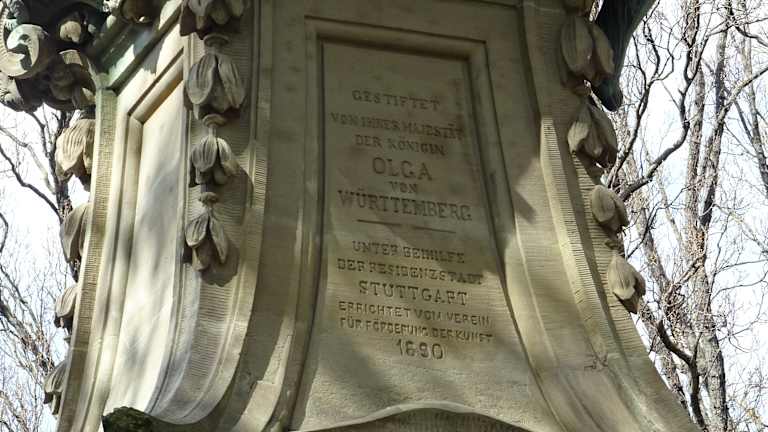 GESTIFTET
VON IHRER MAJESTÄT
DER KÖNIGIN
OLGA
VON
WÜRTTEMBERG
UNTER BEIHILFE
DER RESIDENZSTADT
STUTTGART
ERRICHTET VOM VEREIN
FÜR FÖRDERUNG DER KUNST
1890